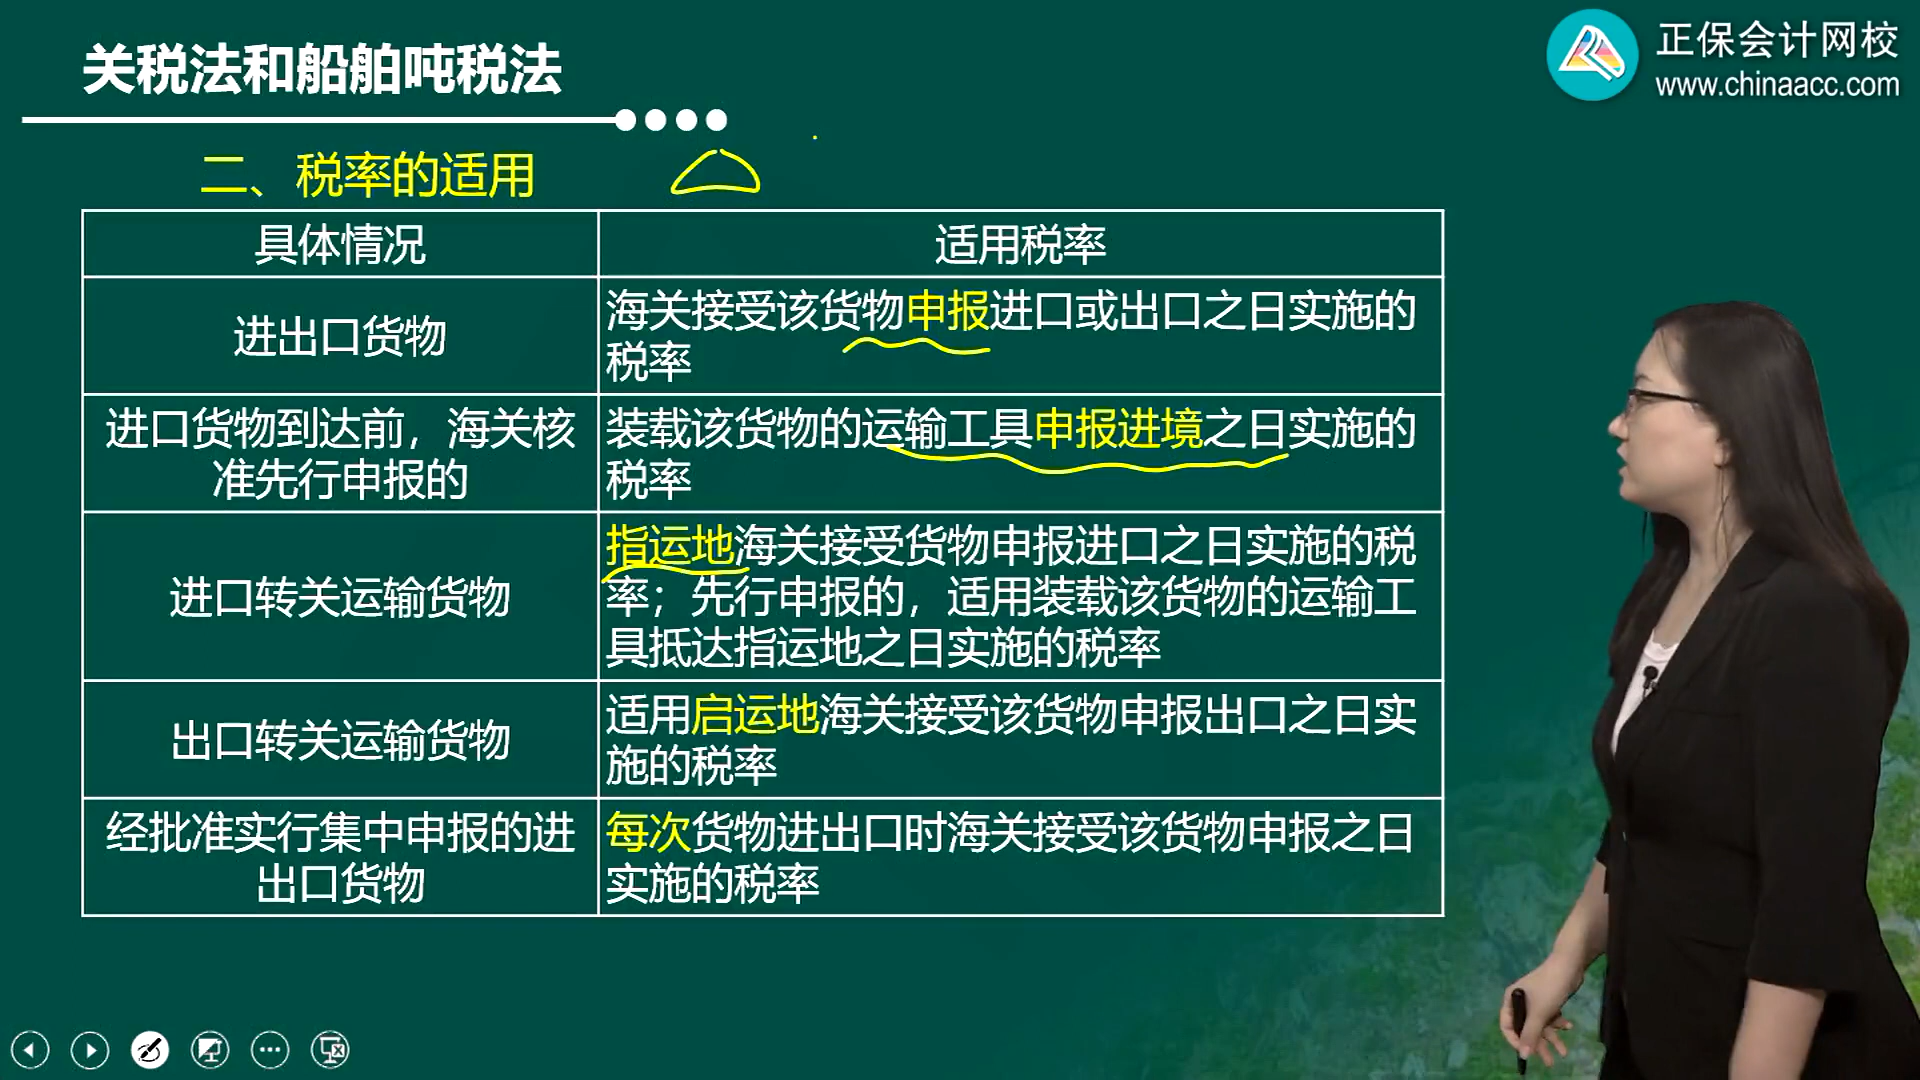 关税法和船舶吨税法
正保会计网校
www.chinaacc.com
二、税率的适用
具体情况
适用税率
进出口货物
海关接受该货物申报进口或出口之日实施的
税率
进口货物到达前，海关核
准先行申报的
装载该货物的运输工具申报进境之日实施的
税率
进口转关运输货物
指运地海关接受货物申报进口之日实施的税
率；先行申报的，适用装载该货物的运输工
具抵达指运地之日实施的税率
出口转关运输货物
适用启运地海关接受该货物申报出口之日实
施的税率
经批准实行集中申报的进
出口货物
每次货物进出口时海关接受该货物申报之日
实施的税率